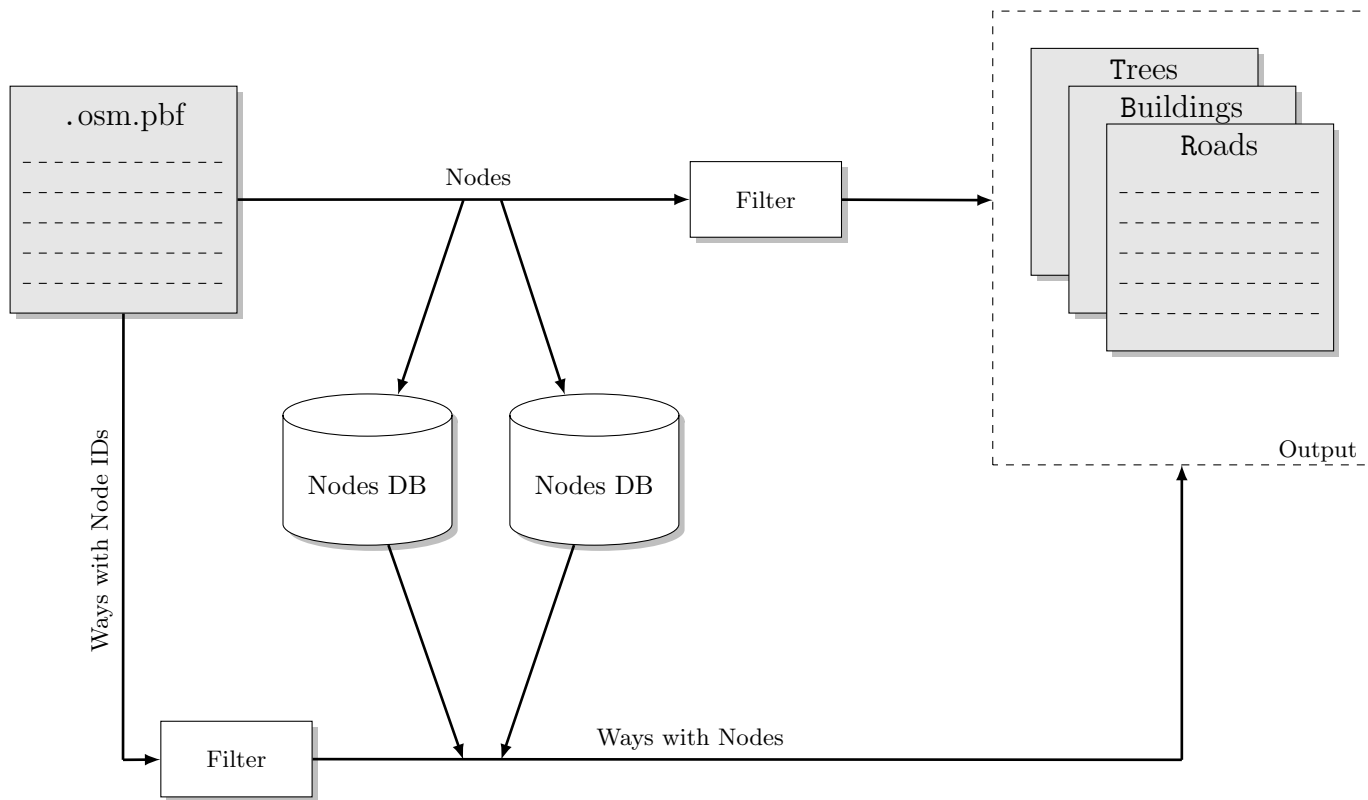 .osm.pbf
Trees
Buildings
Roads
Nodes
Filter
Output
Nodes DB
Nodes DB
Ways with Node IDs
Ways with Nodes
Filter